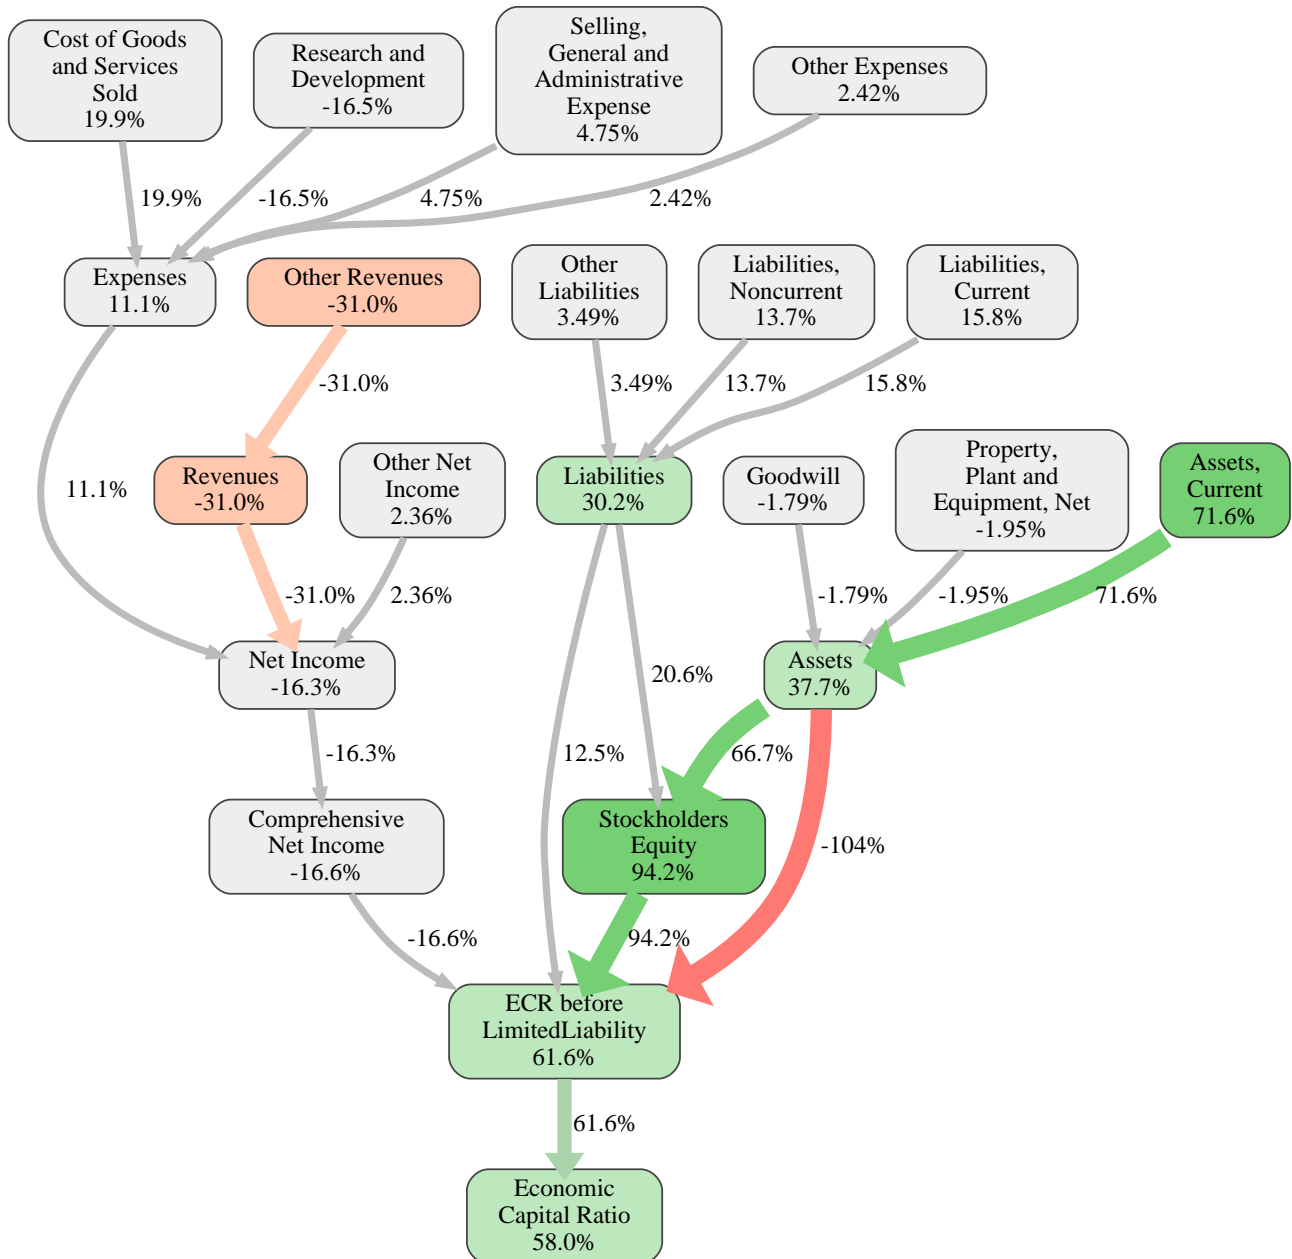 Cost of Goods
and Services
Sold
19.9%
Research and
Development
-16.5%
Selling,
General and
Administrative
Expense
4.75%
Other Expenses
2.42%
19.9%
-16.5%
4.75%
2.42%
Expenses
11.1%
Other Revenues
-31.0%
Other
Liabilities
3.49%
Liabilities,
Noncurrent
13.7%
Liabilities,
Current
15.8%
-31.0%
3.49%
13.7%
15.8%
11.1%
Revenues
-31.0%
Other Net
Income
2.36%
Liabilities
30.2%
Goodwill
-1.79%
Property,
Plant and
Equipment, Net
-1.95%
Assets,
Current
71.6%
-31.0%
2.36%
-1.79%
-1.95%
71.6%
Net Income
-16.3%
20.6%
Assets
37.7%
-16.3%
12.5%
66.7%
Comprehensive
Net Income
-16.6%
Stockholders
Equity
94.2%
-104%
-16.6%
94.2%
ECR before
LimitedLiability
61.6%
61.6%
Economic
Capital Ratio
58.0%